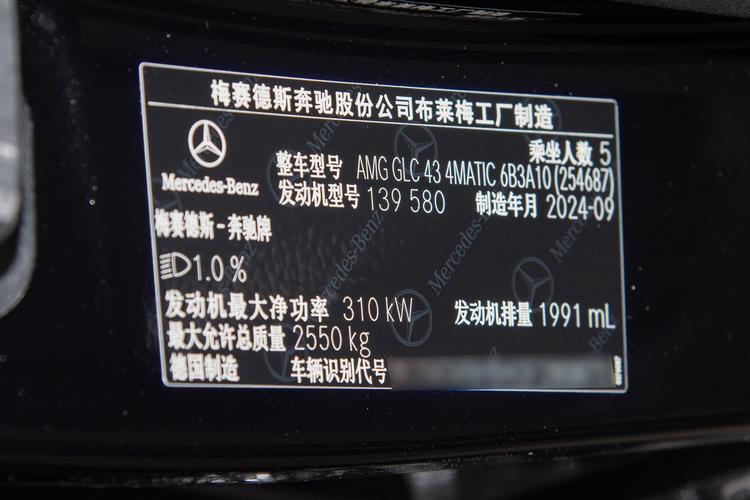 梅赛德斯奔驰股份公司布莱梅工厂制造
乘坐人数 5
Mercedes-Benz
整车型号 AMG GLC 43 4MATIC 6B3A10 (254687)
发动机型号 139 580 制造年月 2024-09
梅赛德斯－奔驰牌
1.0 %
发动机最大净功率 310 kW 发动机排量 1991 mL
最大允许总质量 2550 kg
德国制造 车辆识别代号